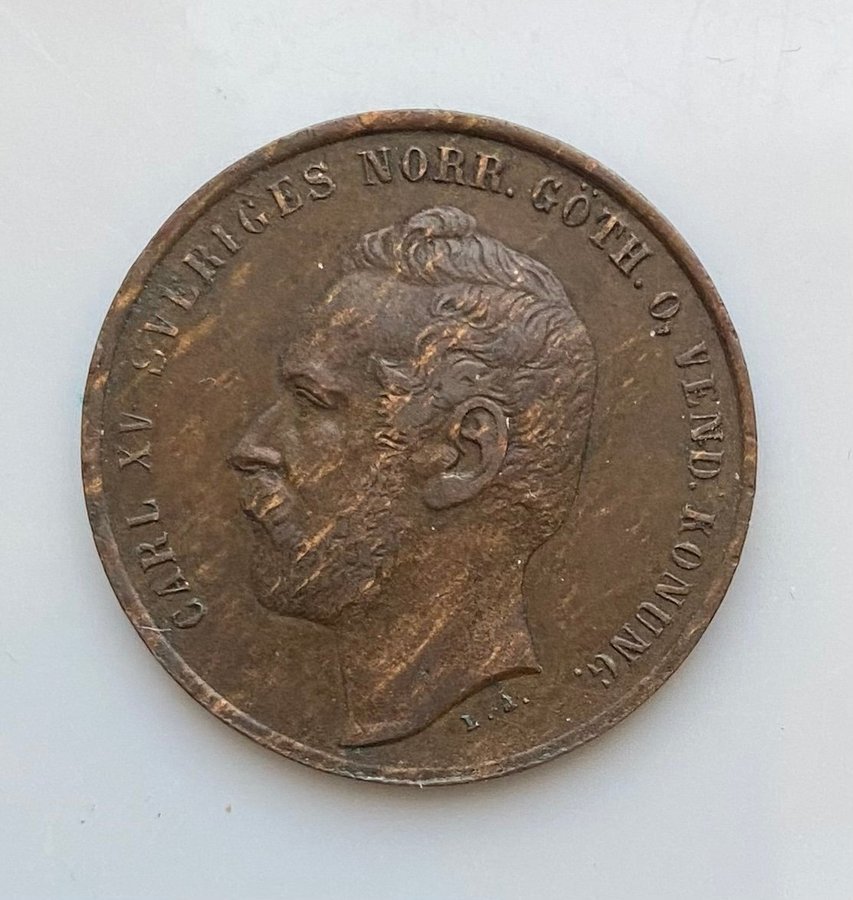 CARL XV SVERIGES NORR. GÖTH. O. VEND. KONUNG.
L. A.